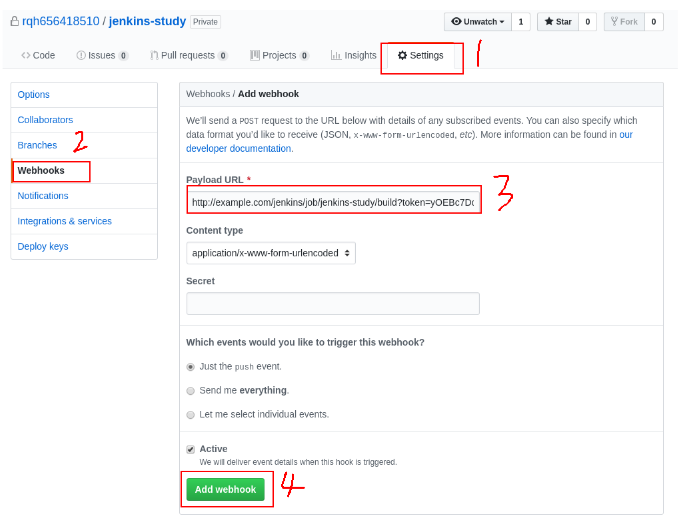 rqh656418510 / jenkins-study Private
Unwatch 1 Star 0 Fork 0
Code Issues 0 Pull requests 0 Projects 0 Insights Settings 1
Options
Collaborators
Branches
2
Webhooks
Notifications
Integrations & services
Deploy keys
Webhooks / Add webhook
We'll send a POST request to the URL below with details of any subscribed events. You can also specify which
data format you'd like to receive (JSON, x-www-form-urlencoded, etc). More information can be found in our
developer documentation.
Payload URL *
http://example.com/jenkins/job/jenkins-study/build?token=yOEBc7D
3
Content type
application/x-www-form-urlencoded
Secret
Which events would you like to trigger this webhook?
Just the push event.
Send me everything.
Let me select individual events.
Active
We will deliver event details when this hook is triggered.
Add webhook
4